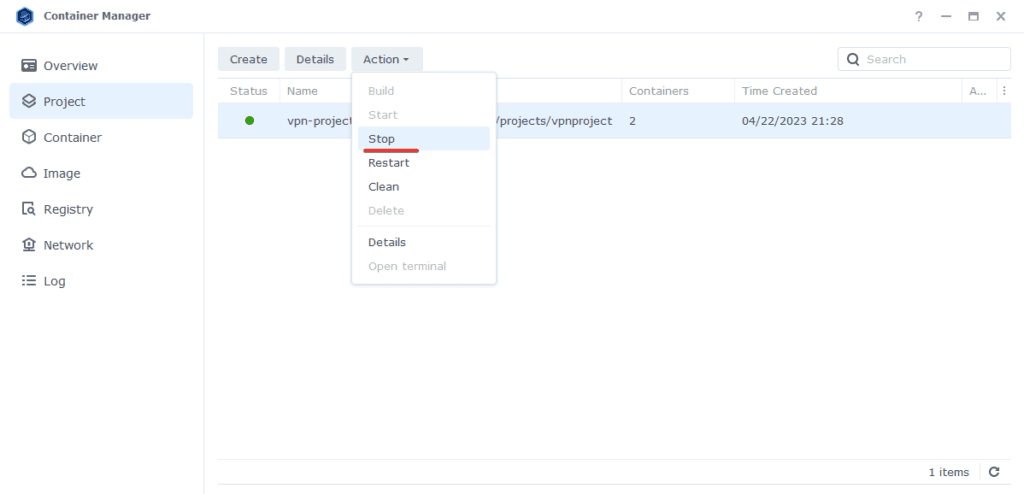 Container Manager
?
Overview
Project
Container
Image
Registry
Network
Log
Create
Details
Action
Search
Status
Name
Containers
Time Created
A...
vpn-project
/projects/vpnproject
2
04/22/2023 21:28
Build
Start
Stop
Restart
Clean
Delete
Details
Open terminal
1 items